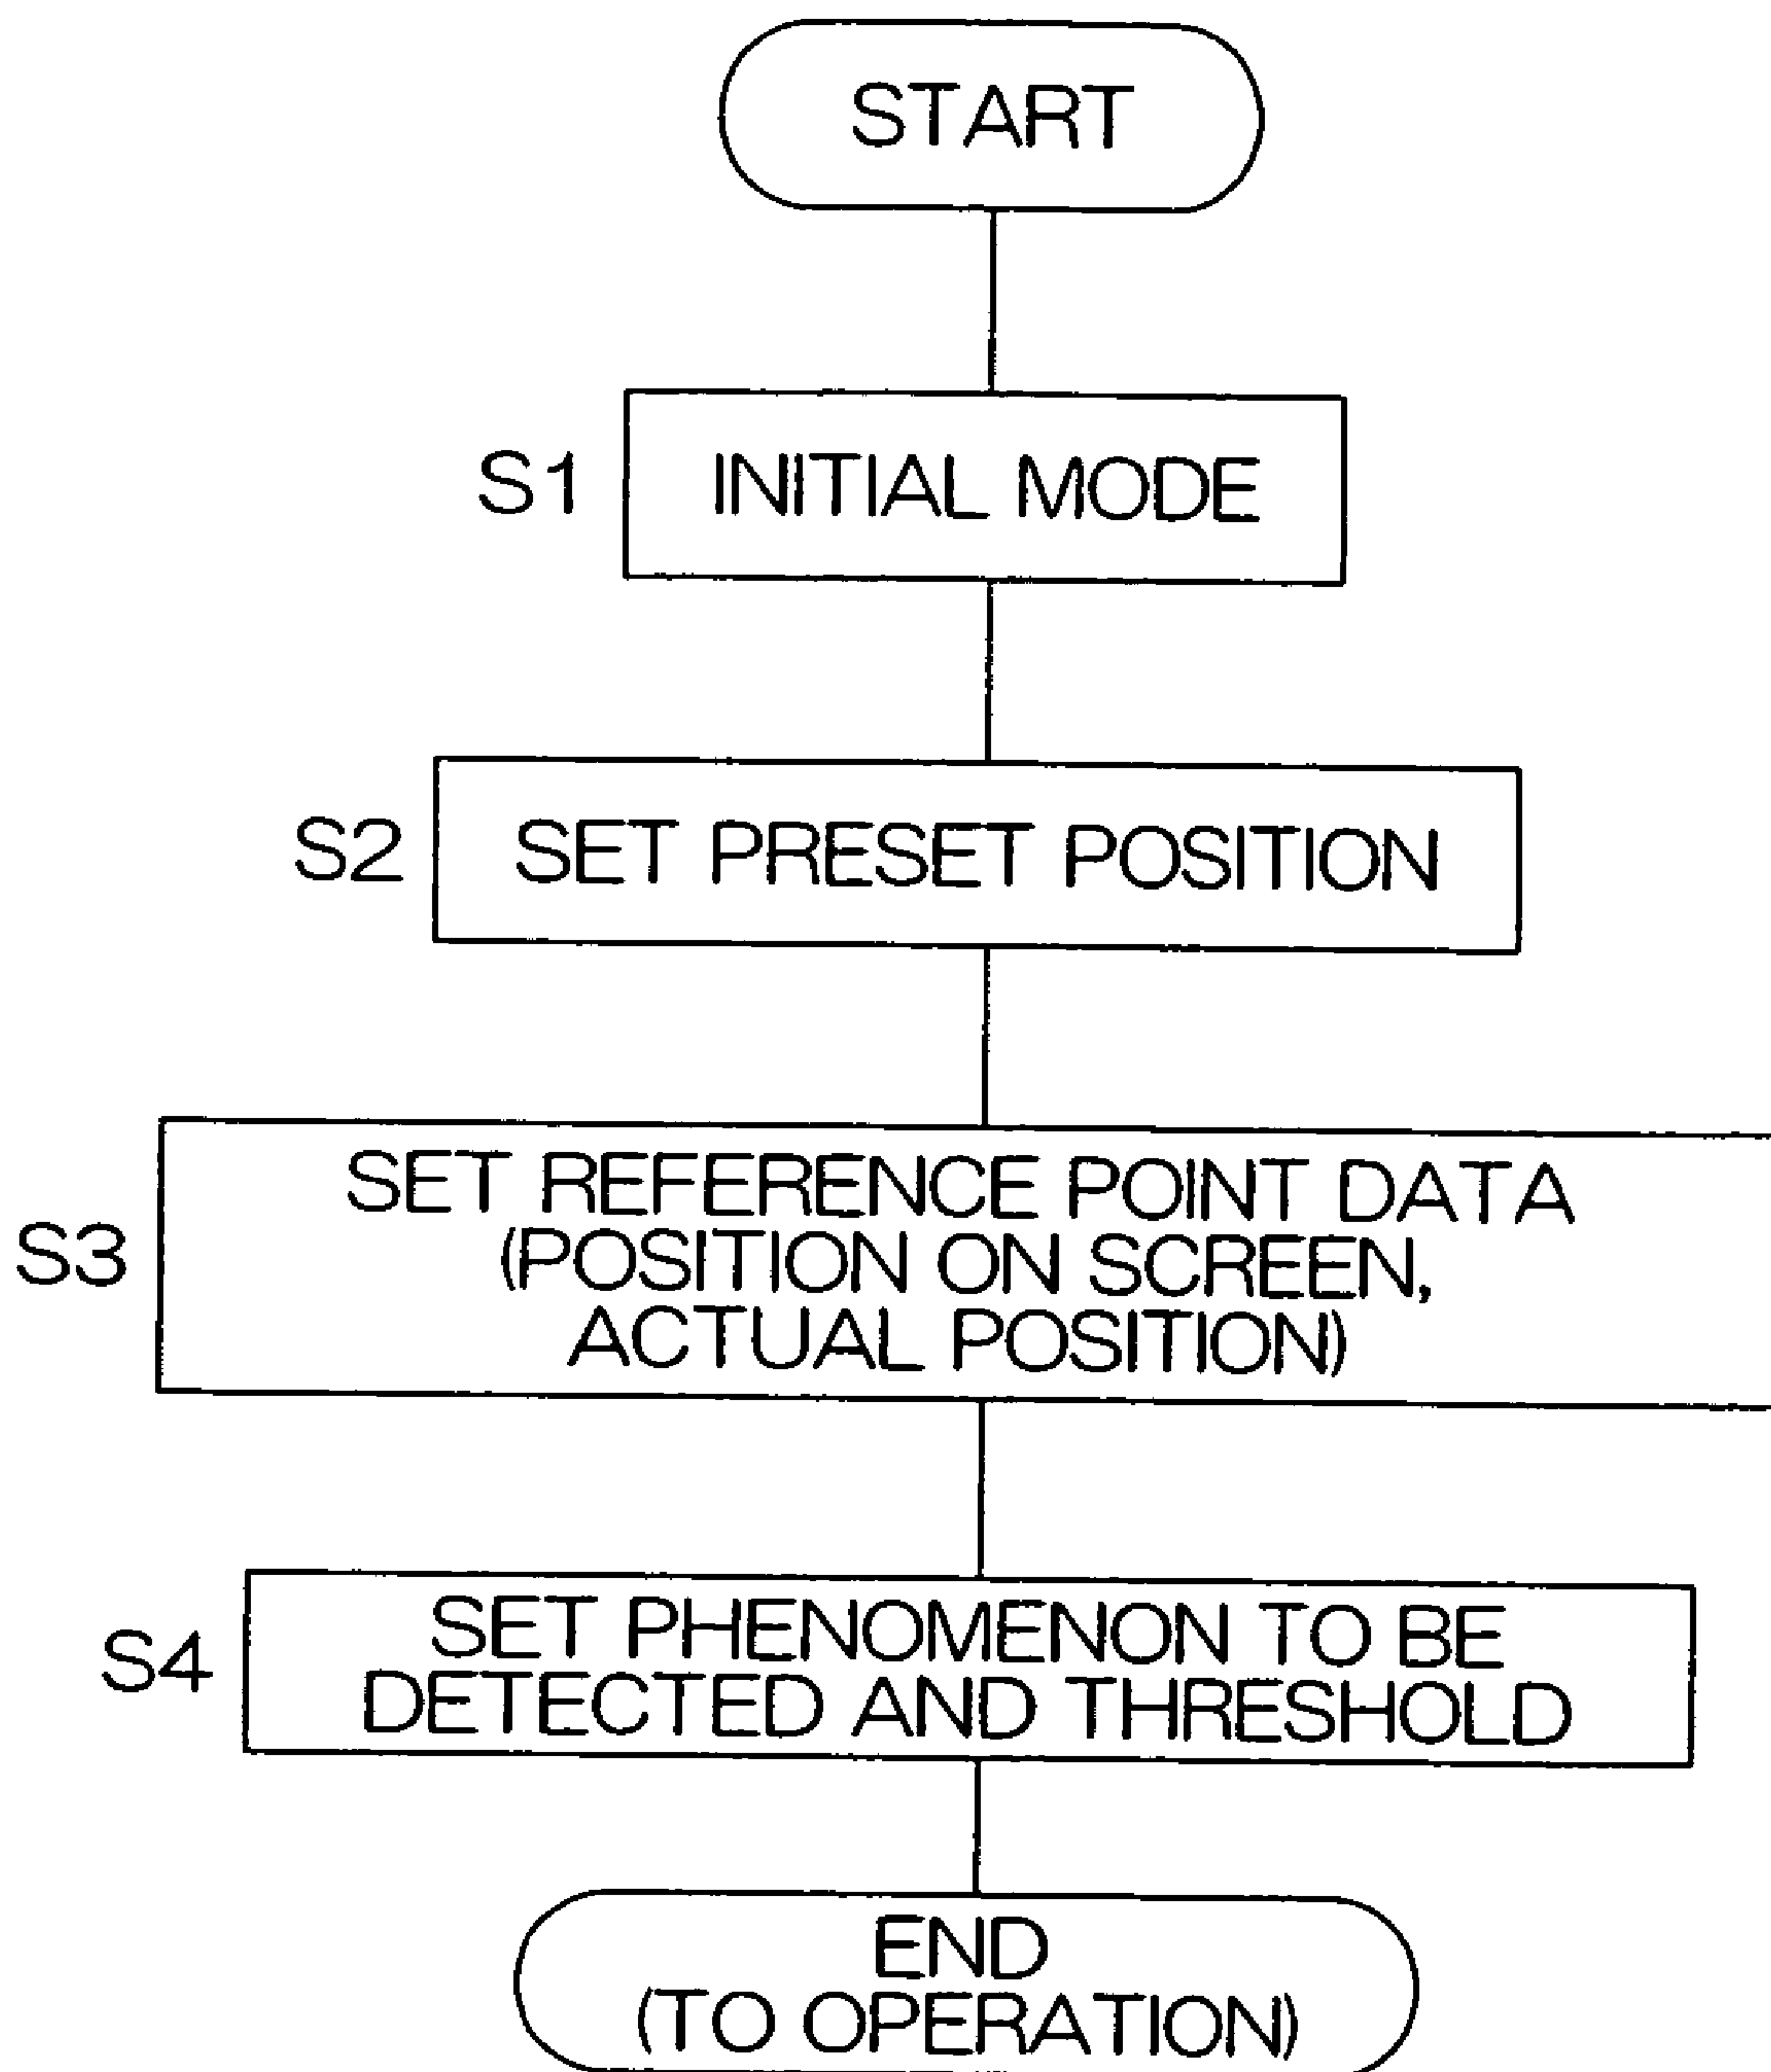 START
S1 INITIAL MODE
S2 SET PRESET POSITION
SET REFERENCE POINT DATA
S3 (POSITION ON SCREEN,
ACTUAL POSITION)
SET PHENOMENON TO BE
S4 DETECTED AND THRESHOLD
END
(TO OPERATION)